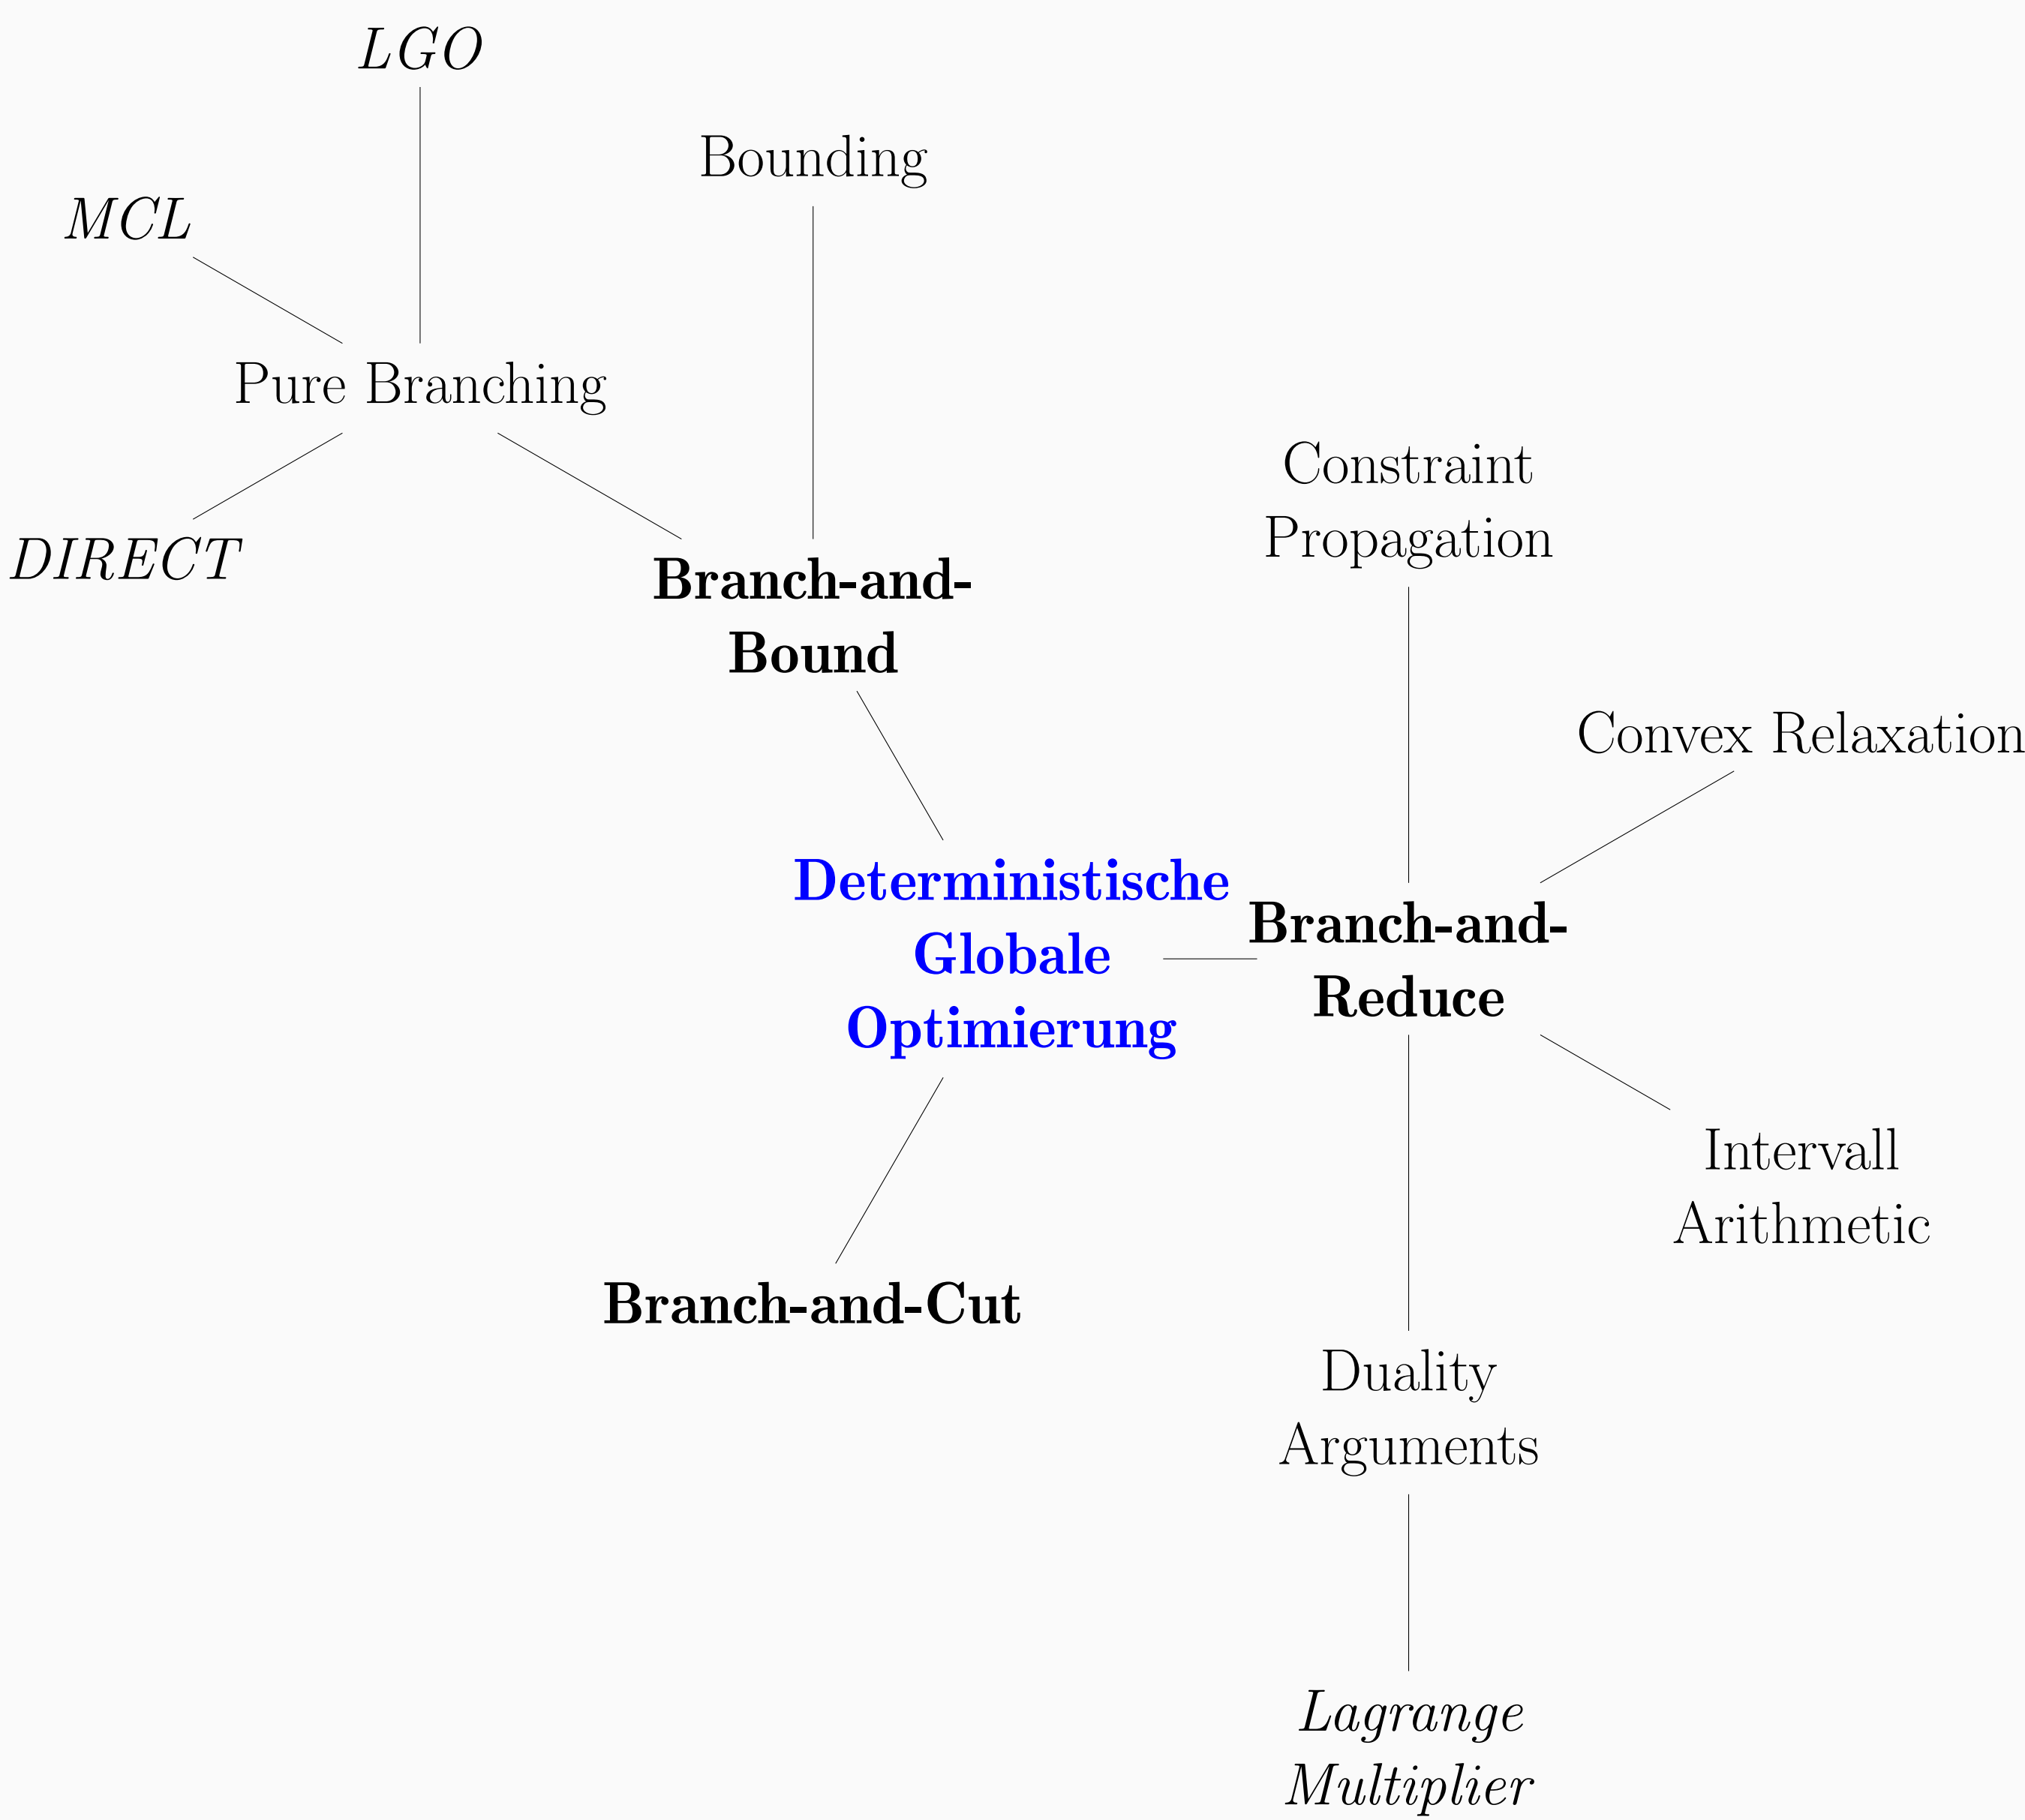 LGO
Bounding
MCL
Pure Branching
Constraint
Propagation
DIRECT
Branch-and-
Bound
Convex Relaxation
Deterministische
Globale
Optimierung
Branch-and-
Reduce
Intervall
Arithmetic
Branch-and-Cut
Duality
Arguments
Lagrange
Multiplier